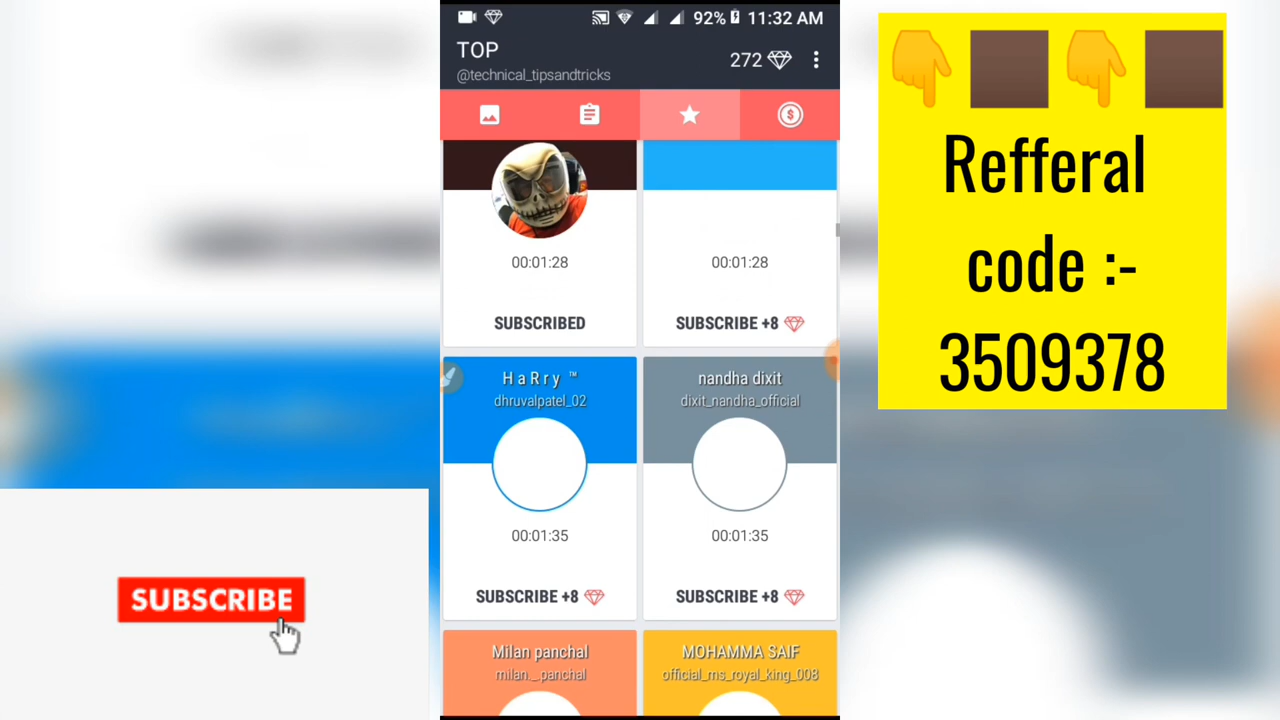 92% 11:32 AM
TOP
272
@technical_tipsandtricks
00:01:28
00:01:28
SUBSCRIBED
SUBSCRIBE +8
H a R r y ™
dhruvalpatel_02
nandha dixit
dixit_nandha_official
00:01:35
00:01:35
SUBSCRIBE +8
SUBSCRIBE +8
Milan panchal
milan._.panchal
MOHAMMA SAIF
official_ms_royal_king_008
Refferal
code :-
3509378
SUBSCRIBE